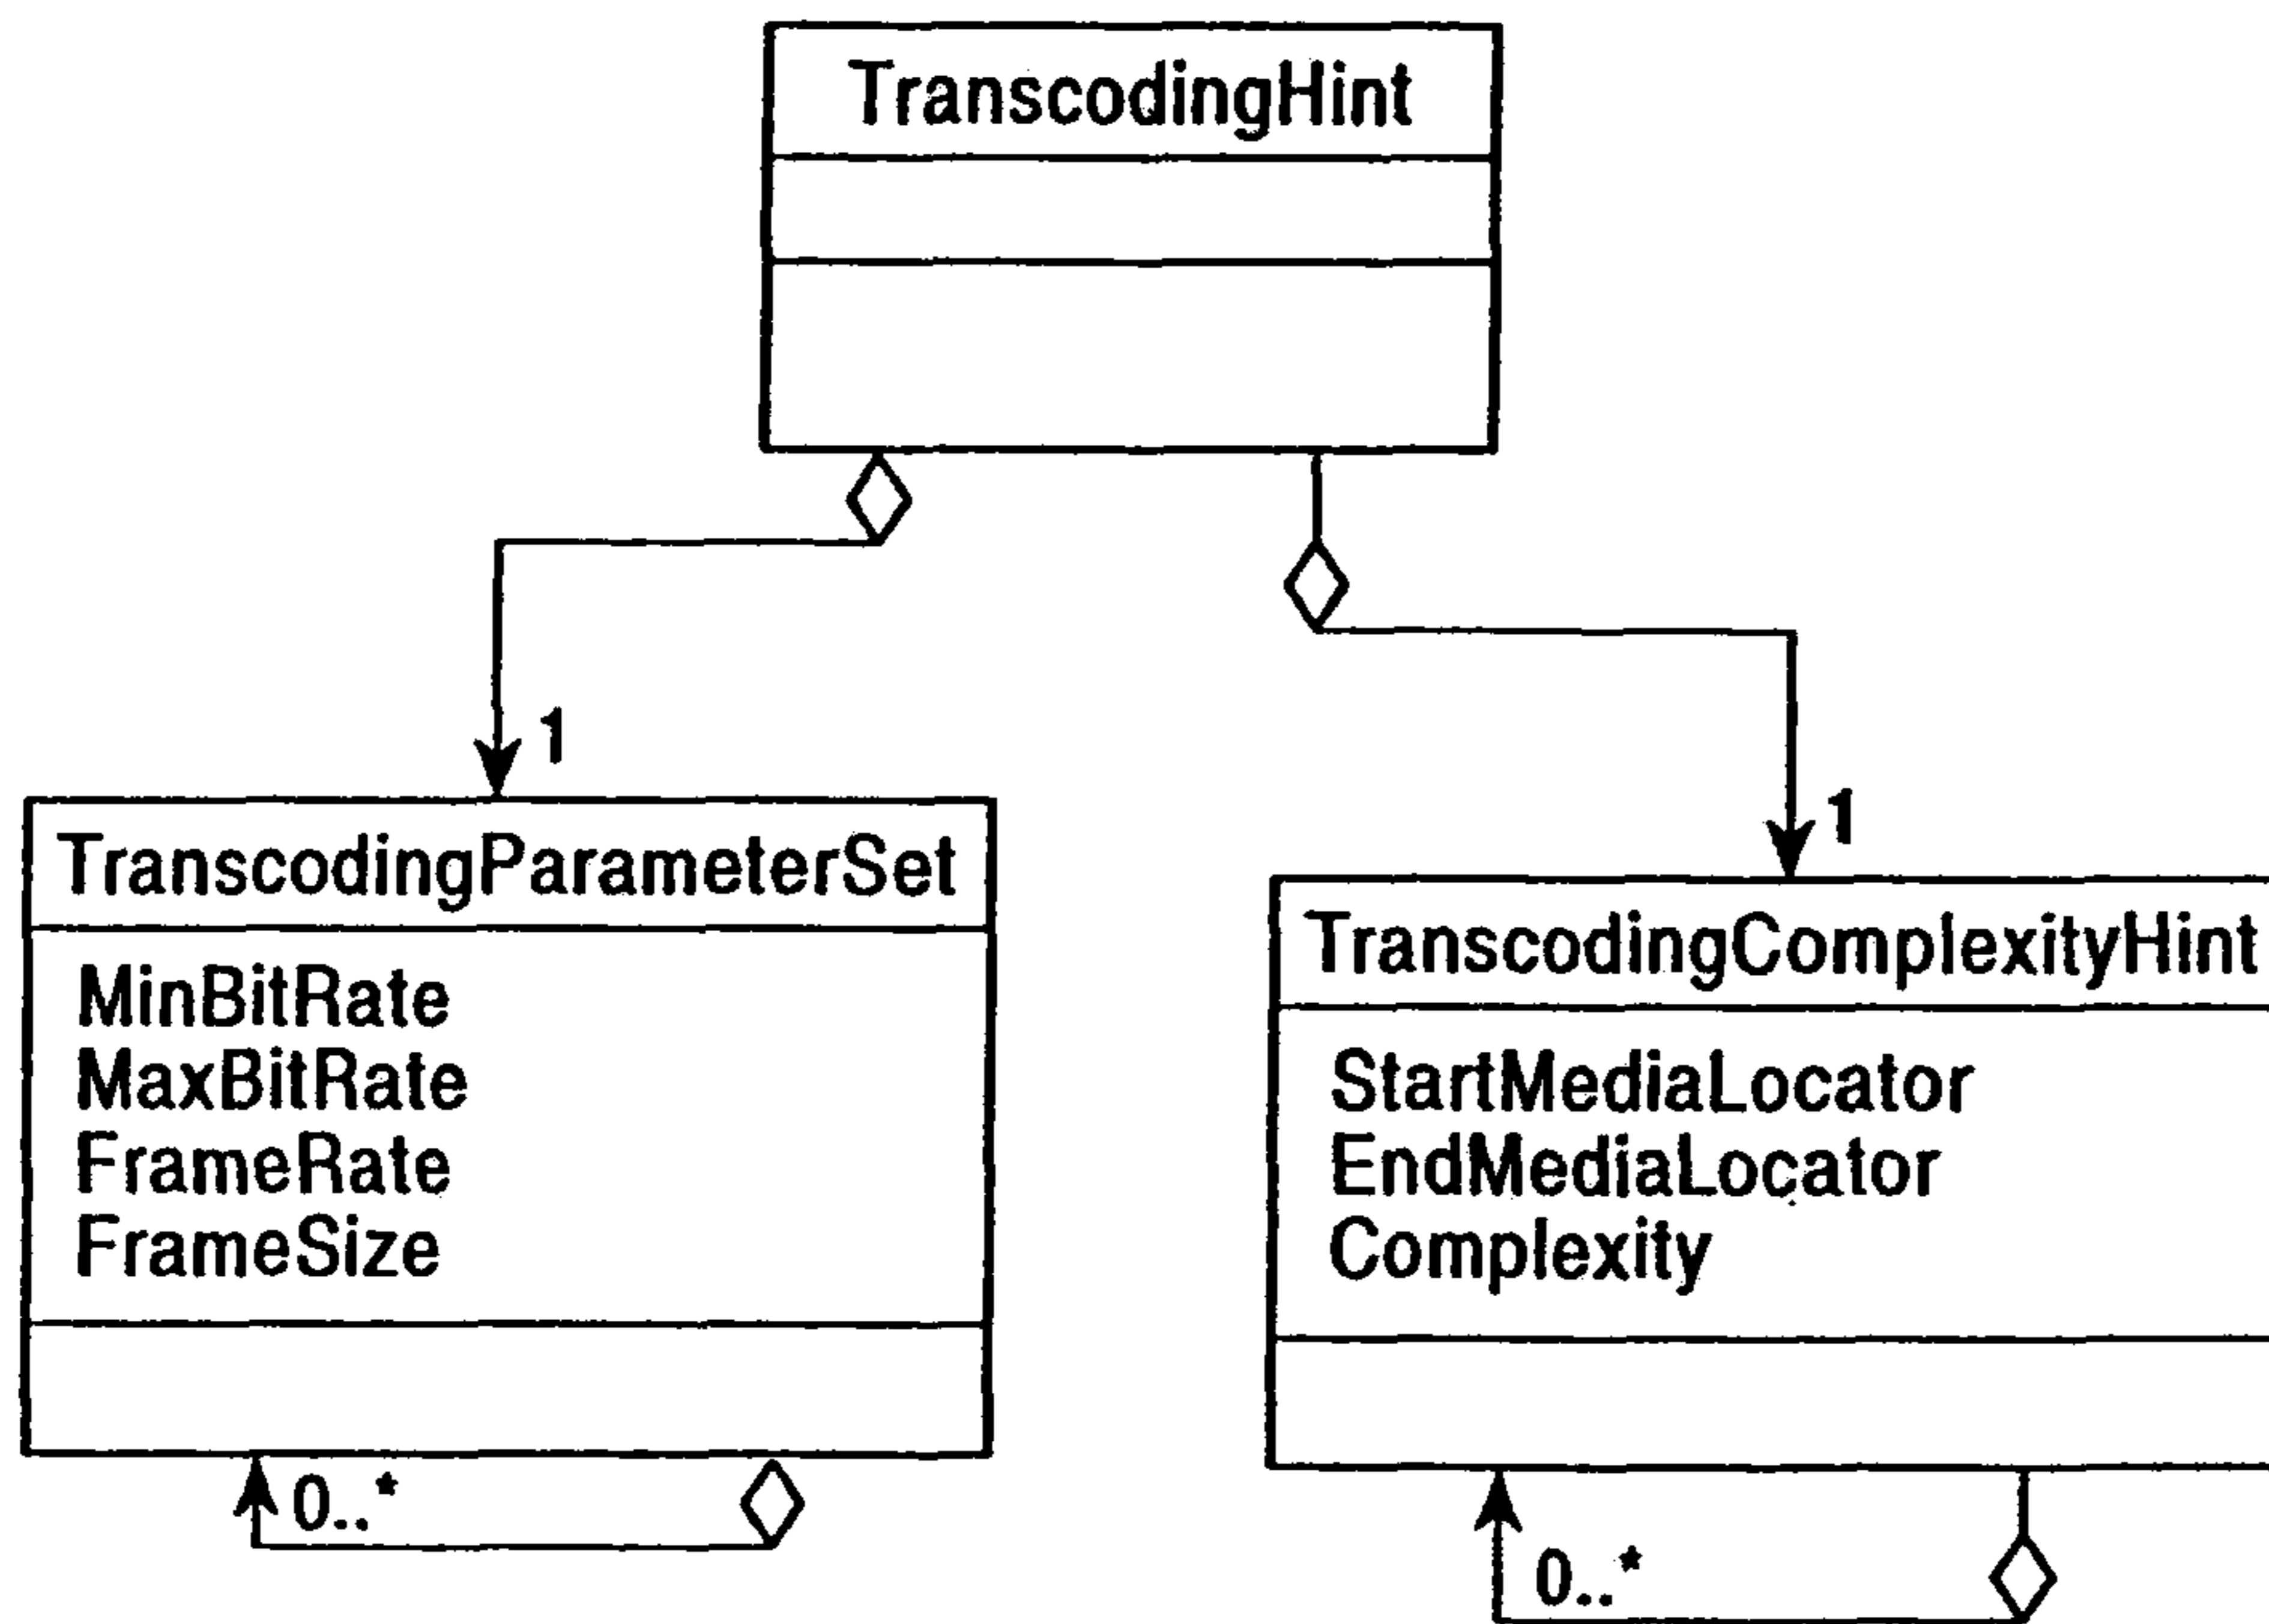 TranscodingHint
1
1
TranscodingParameterSet
MinBitRate
MaxBitRate
FrameRate
FrameSize
0..*
TranscodingComplexityHint
StartMediaLocator
EndMediaLocator
Complexity
0..*